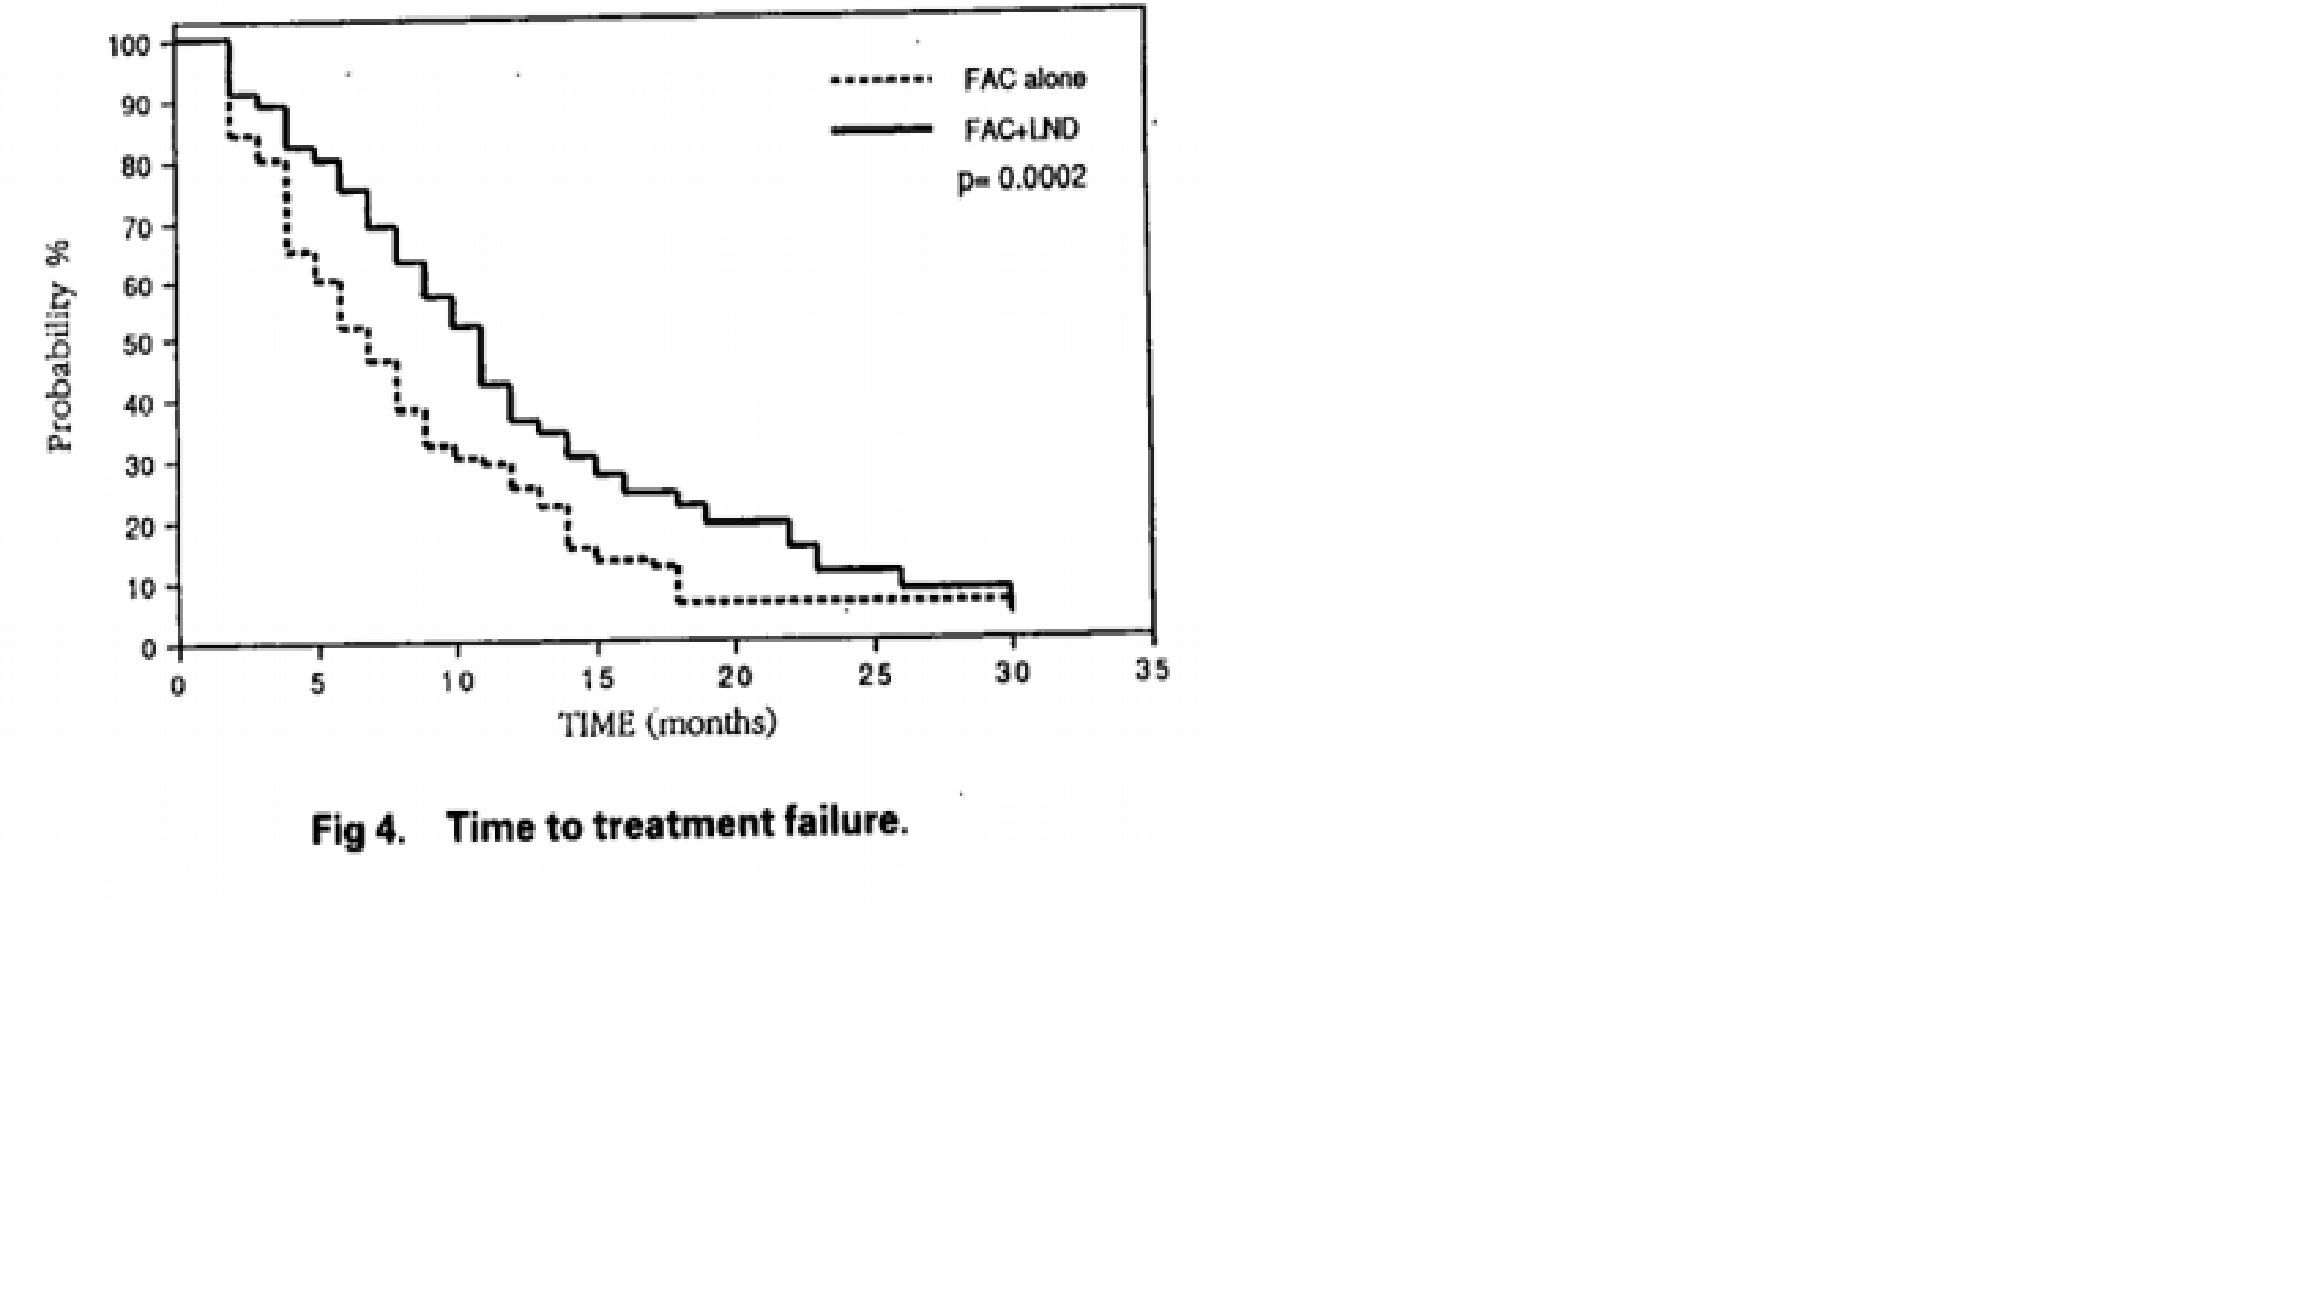 100
90
80
70
60
50
40
30
20
10
0
Probability %
FAC alone
FAC+LND
p= 0.0002
0 5 10 15 20 25 30 35
TIME (months)
Fig 4. Time to treatment failure.